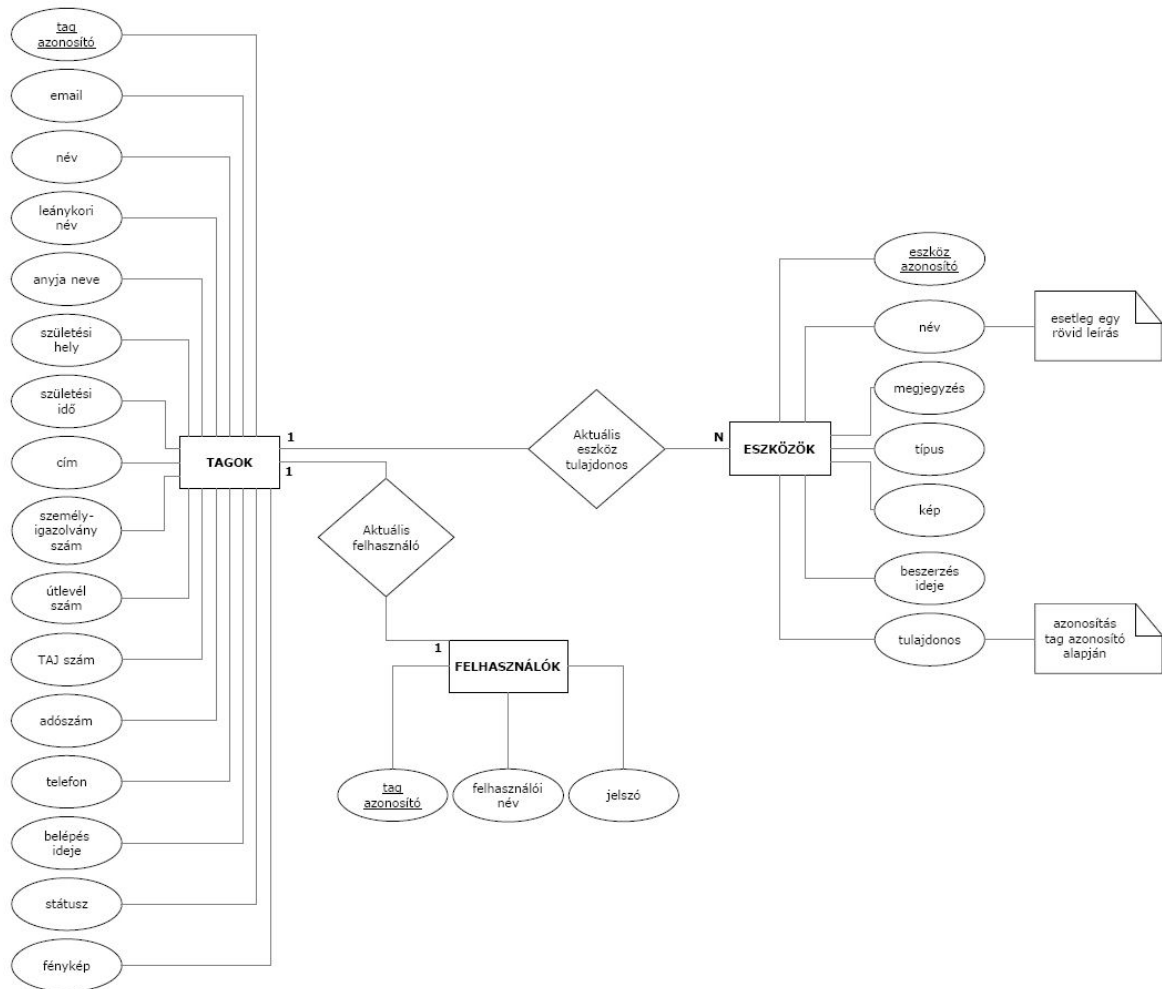 tag
azonosító
email
név
leánykori
név
anyja neve
születési
hely
születési
idő
cím
személy-
igazolvány
szám
útlevél
szám
TAJ szám
adószám
telefon
belépés
ideje
státusz
fénykép
TAGOK
1
1
Aktuális
eszköz
tulajdonos
N
ESZKÖZÖK
Aktuális
felhasználó
1
FELHASZNÁLÓK
tag
azonosító
felhasználói
név
jelszó
eszköz
azonosító
név
esetleg egy
rövid leírás
megjegyzés
típus
kép
beszerzés
ideje
tulajdonos
azonosítás
tag azonosító
alapján